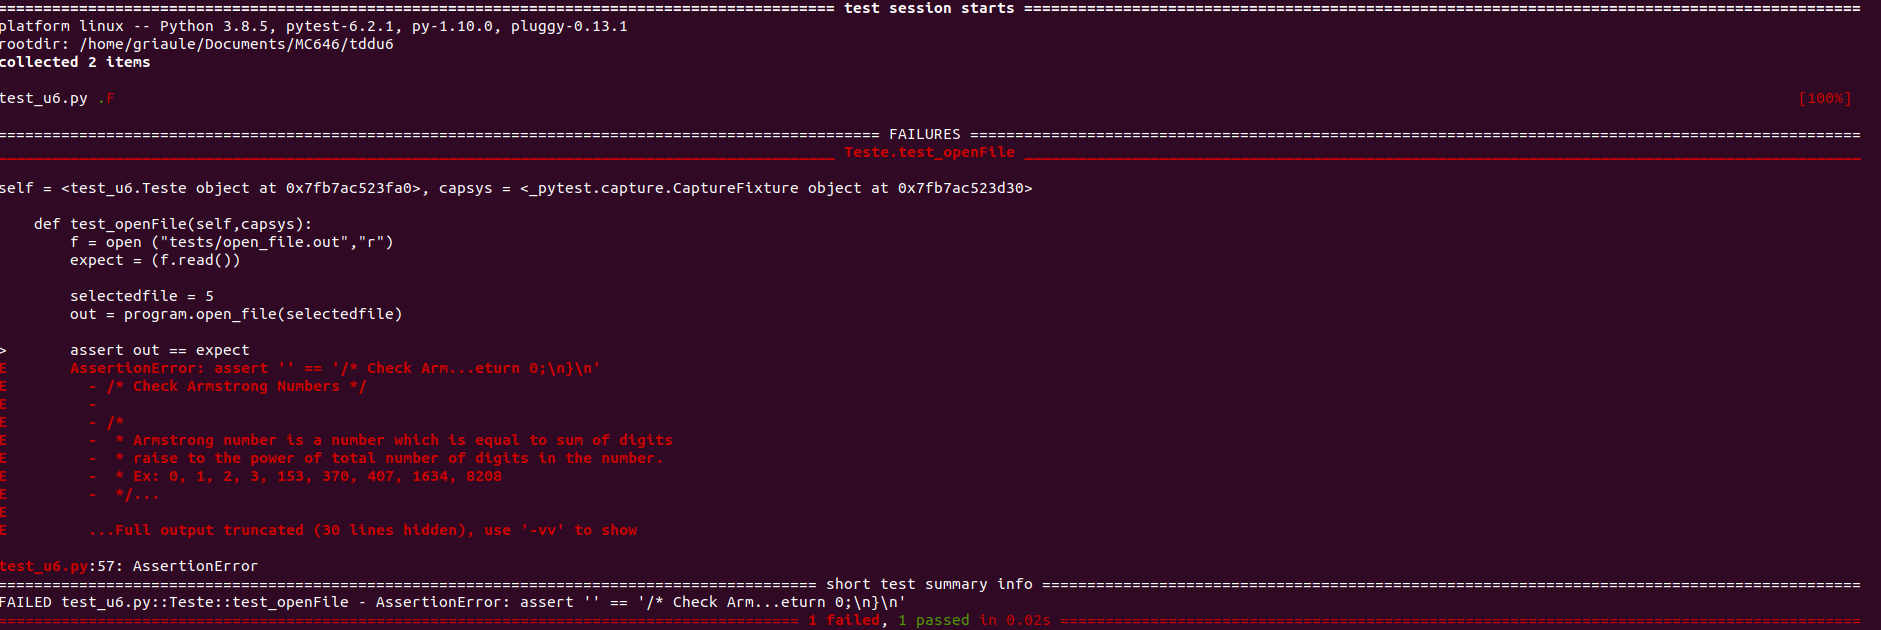 ============================================================================================= test session starts =============================================================================================
platform linux -- Python 3.8.5, pytest-6.2.1, py-1.10.0, pluggy-0.13.1
rootdir: /home/griaule/Documents/MC646/tddu6
collected 2 items

test_u6.py .F [100%]

================================================================================================== FAILURES ===================================================================================================
_____________________________________________________________________________________________ Teste.test_openFile _____________________________________________________________________________________________

self = <test_u6.Teste object at 0x7fb7ac523fa0>, capsys = <_pytest.capture.CaptureFixture object at 0x7fb7ac523d30>

    def test_openFile(self,capsys):
        f = open ("tests/open_file.out","r")
        expect = (f.read())

        selectedfile = 5
        out = program.open_file(selectedfile)

>       assert out == expect
E       AssertionError: assert '' == '/* Check Arm...eturn 0;\n}\n'
E         - /* Check Armstrong Numbers */
E         -
E         - /*
E         -  * Armstrong number is a number which is equal to sum of digits
E         -  * raise to the power of total number of digits in the number.
E         -  * Ex: 0, 1, 2, 3, 153, 370, 407, 1634, 8208
E         -  */...
E
E         ...Full output truncated (30 lines hidden), use '-vv' to show

test_u6.py:57: AssertionError
=========================================================================================== short test summary info ===========================================================================================
FAILED test_u6.py::Teste::test_openFile - AssertionError: assert '' == '/* Check Arm...eturn 0;\n}\n'
========================================================================================= 1 failed, 1 passed in 0.02s =========================================================================================